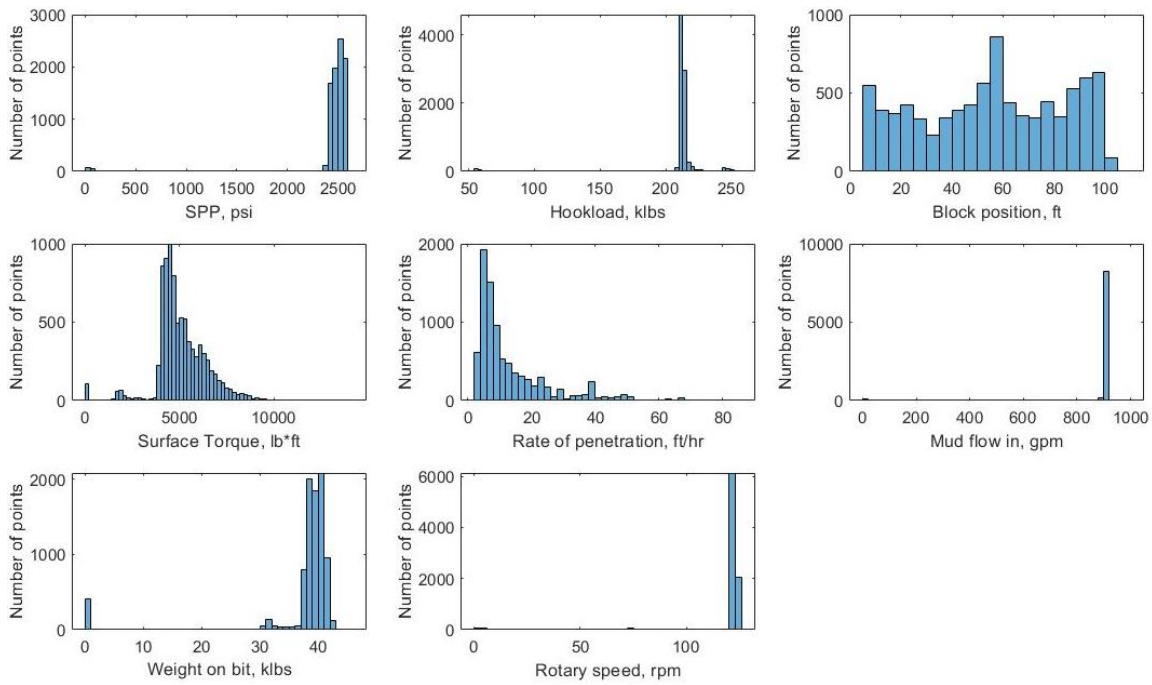 Number of points
3000
2000
1000
0
0 500 1000 1500 2000 2500
SPP, psi
Number of points
4000
2000
0
50 100 150 200 250
Hookload, klbs
Number of points
1000
500
0
0 20 40 60 80 100
Block position, ft
Number of points
1000
500
0
0 5000 10000
Surface Torque, lb*ft
Number of points
2000
1000
0
0 20 40 60 80
Rate of penetration, ft/hr
Number of points
10000
5000
0
0 200 400 600 800 1000
Mud flow in, gpm
Number of points
2000
1000
0
0 10 20 30 40
Weight on bit, klbs
Number of points
6000
4000
2000
0
0 50 100
Rotary speed, rpm